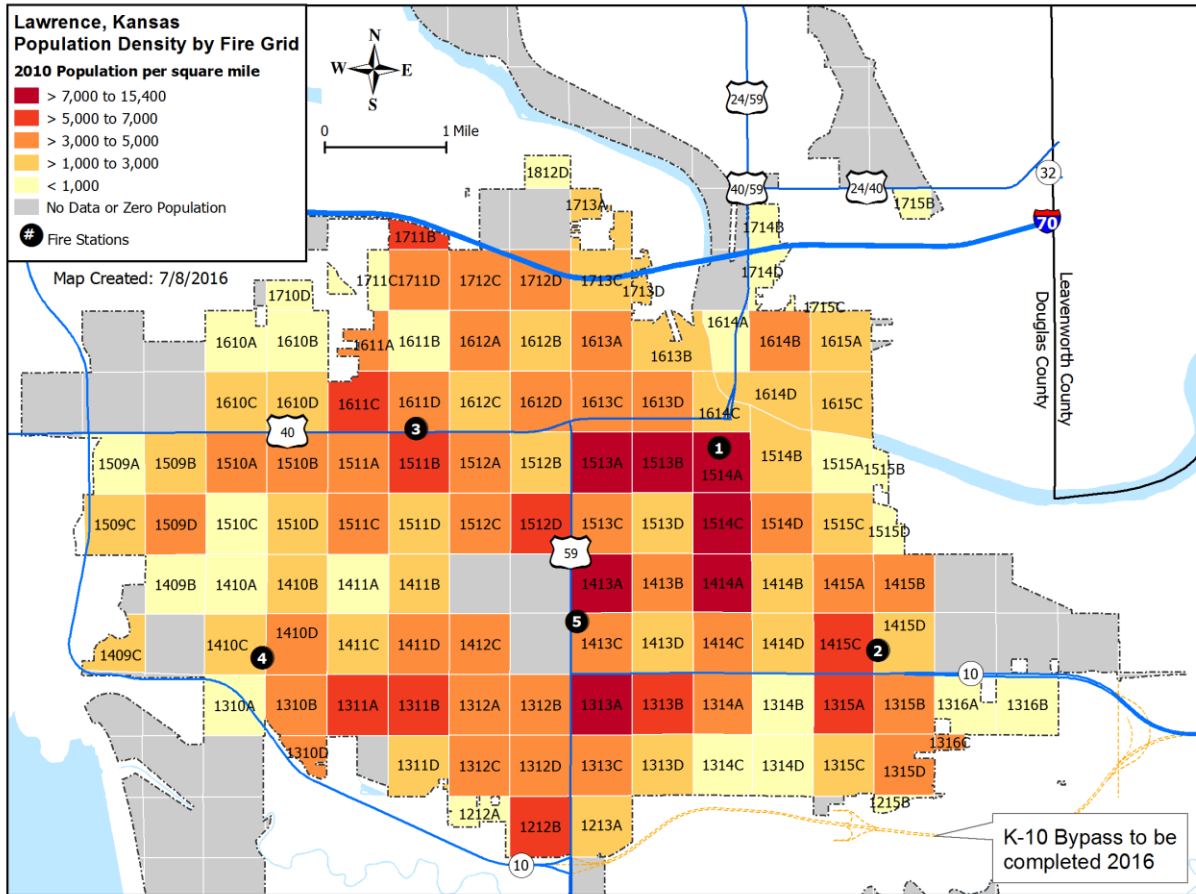 Lawrence, Kansas
Population Density by Fire Grid
2010 Population per square mile
> 7,000 to 15,400
> 5,000 to 7,000
> 3,000 to 5,000
> 1,000 to 3,000
< 1,000
No Data or Zero Population
# Fire Stations
Map Created: 7/8/2016
N
W E
S
0 1 Mile
24/59
40/59 24/40
32
70
Leavenworth County
Douglas County
1812D
1713A
1715B
1711B 1714B
1711C 1711D 1712C 1712D 1713C 1713D 1714D
1710D 1715C
1610A 1610B 1611A 1611B 1612A 1612B 1613A 1613B 1614A 1614B 1615A
1610C 1610D 1611C 1611D 1612C 1612D 1613C 1613D 1614C 1614D 1615C
40 3 1
1509A 1509B 1510A 1510B 1511A 1511B 1512A 1512B 1513A 1513B 1514A 1514B 1515A 1515B
1509C 1509D 1510C 1510D 1511C 1511D 1512C 1512D 1513C 1513D 1514C 1514D 1515C 1515D
59
1409B 1410A 1410B 1411A 1411B 1413A 1413B 1414A 1414B 1415A 1415B
5
1409C 1410C 1410D 1411C 1411D 1412C 1413C 1413D 1414C 1414D 1415C 1415D
4 2
10
1310A 1310B 1311A 1311B 1312A 1312B 1313A 1313B 1314A 1314B 1315A 1315B 1316A 1316B
1310D 1311D 1312C 1312D 1313C 1313D 1314C 1314D 1315C 1315D 1316C
1212A 1212B 1213A 1215B
10
K-10 Bypass to be
completed 2016